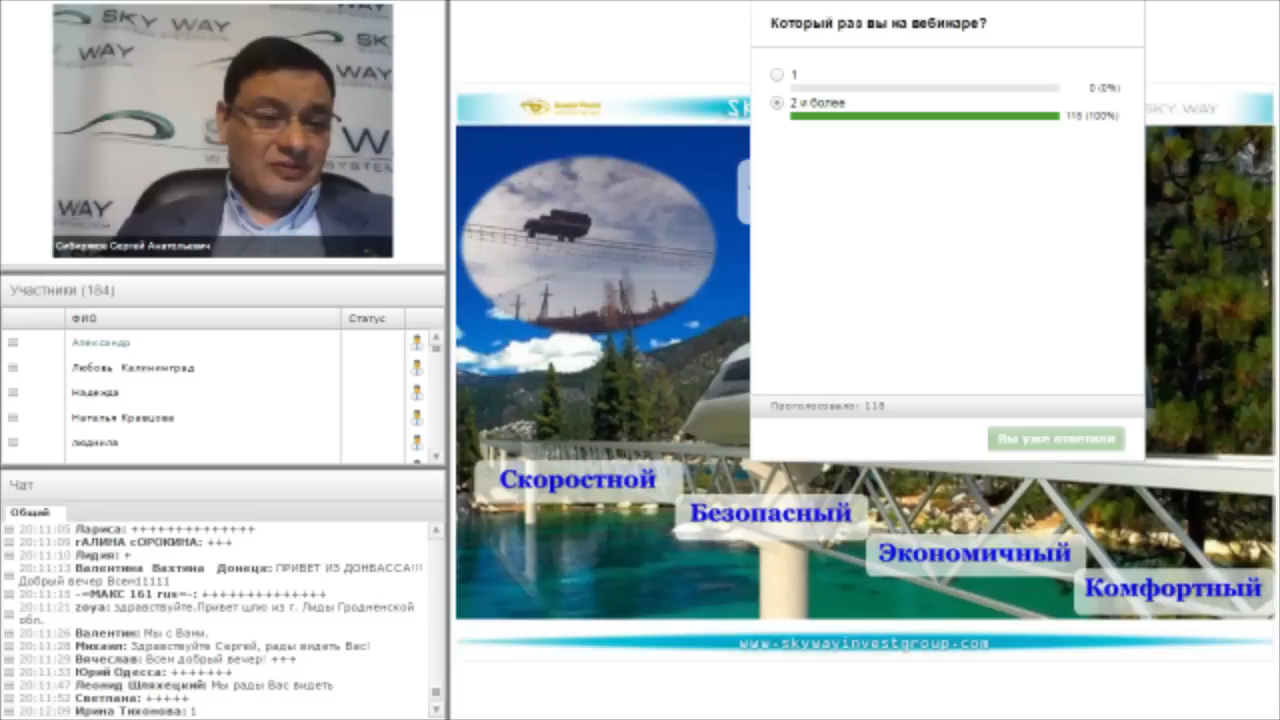 SKY WAY
SKY
WAY
WAY
W
SYSTEM
WAY
Сибиряков Сергей Анатольевич
Участники (184)
ФИО
Статус
Александр
Любовь Калининград
Надежда
Наталья Кравцова
людмила
Чат
Общий
20:11:05 Лариса: ++++++++++++++
20:11:09 гАЛИНА сОРОКИНА: +++
20:11:10 Лидия: +
20:11:13 Валентина Вахтина Донецк: ПРИВЕТ ИЗ ДОНБАССА!!!
Добрый вечер Всем11111
20:11:15 -=МАКС 161 rus=-: ++++++++++++++
20:11:21 zoya: здравствуйте.Привет шлю из г. Лиды Гродненской
обл.
20:11:26 Валентин: Мы с Вами.
20:11:28 Михаил: Здравствуйте Сергей, рады видеть Вас!
20:11:29 Вячеслав: Всем добрый вечер! +++
20:11:33 Юрий Одесса: +++++++
20:11:47 Леонид Шляхецкий: Мы рады Вас видеть
20:11:52 Светлана: +++++
20:12:09 Ирина Тихонова: 1
SKY WAY
Который раз вы на вебинаре?
1
0 (0%)
2 и более
118 (100%)
Проголосовало: 118
Вы уже ответили
Скоростной
Безопасный
Экономичный
Комфортный
www.skywayinvestgroup.com